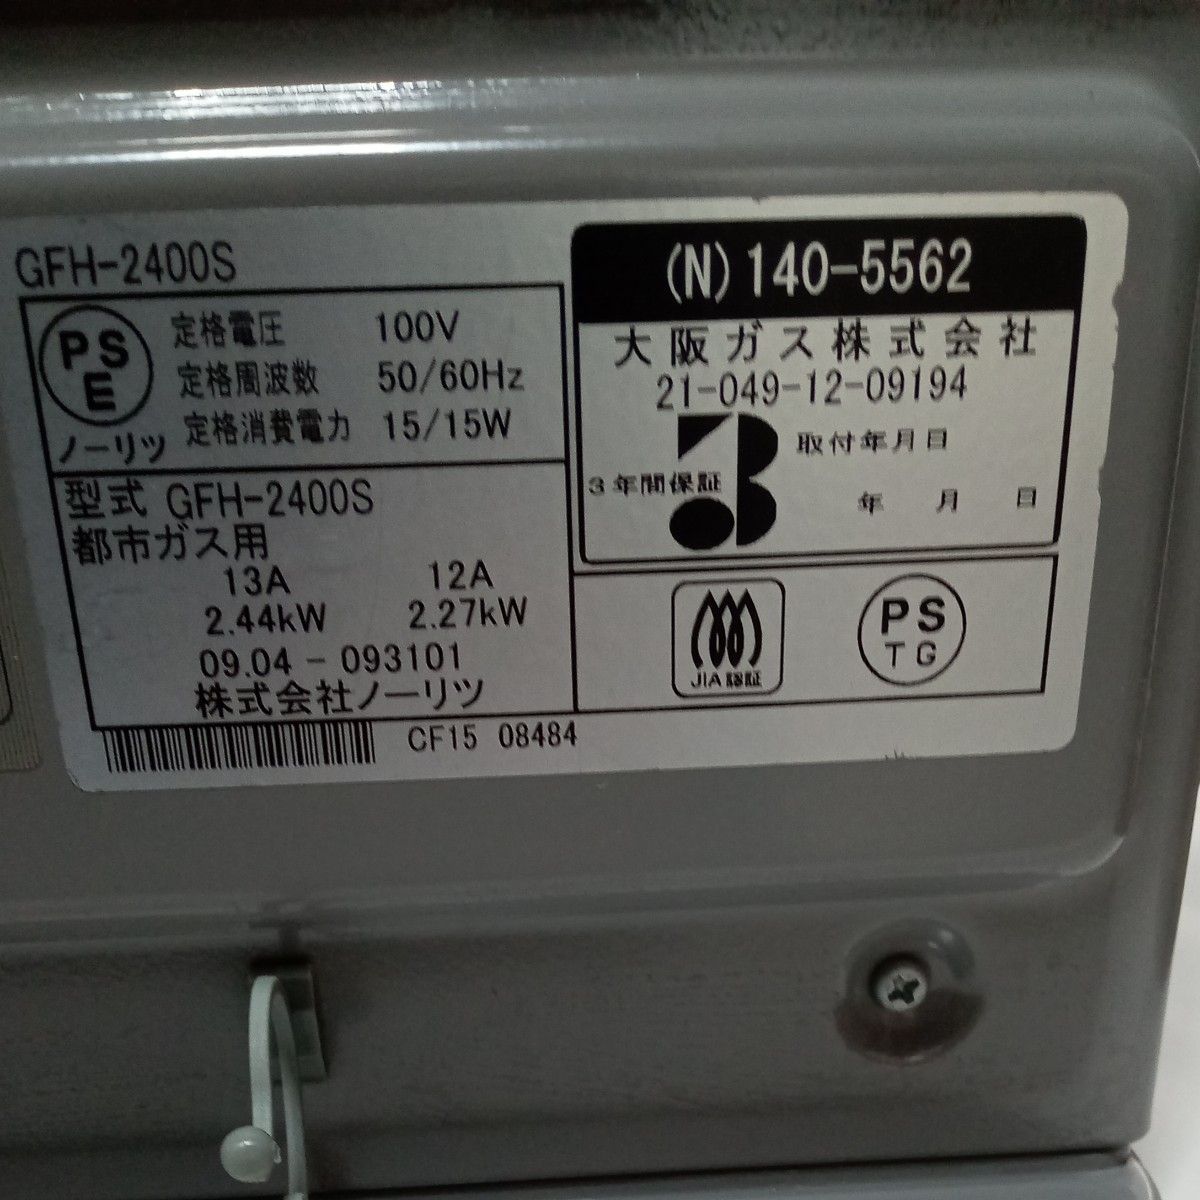 GFH-2400S
PS
E
ノーリツ
定格電圧 100V
定格周波数 50/60Hz
定格消費電力 15/15W
型式 GFH-2400S
都市ガス用
13A 12A
2.44kW 2.27kW
09.04-093101
株式会社ノーリツ
CF15 08484
(N)140-5562
大阪ガス株式会社
21-049-12-09194
取付年月日
3年間保証
年 月 日
JIA認証
PS
TG